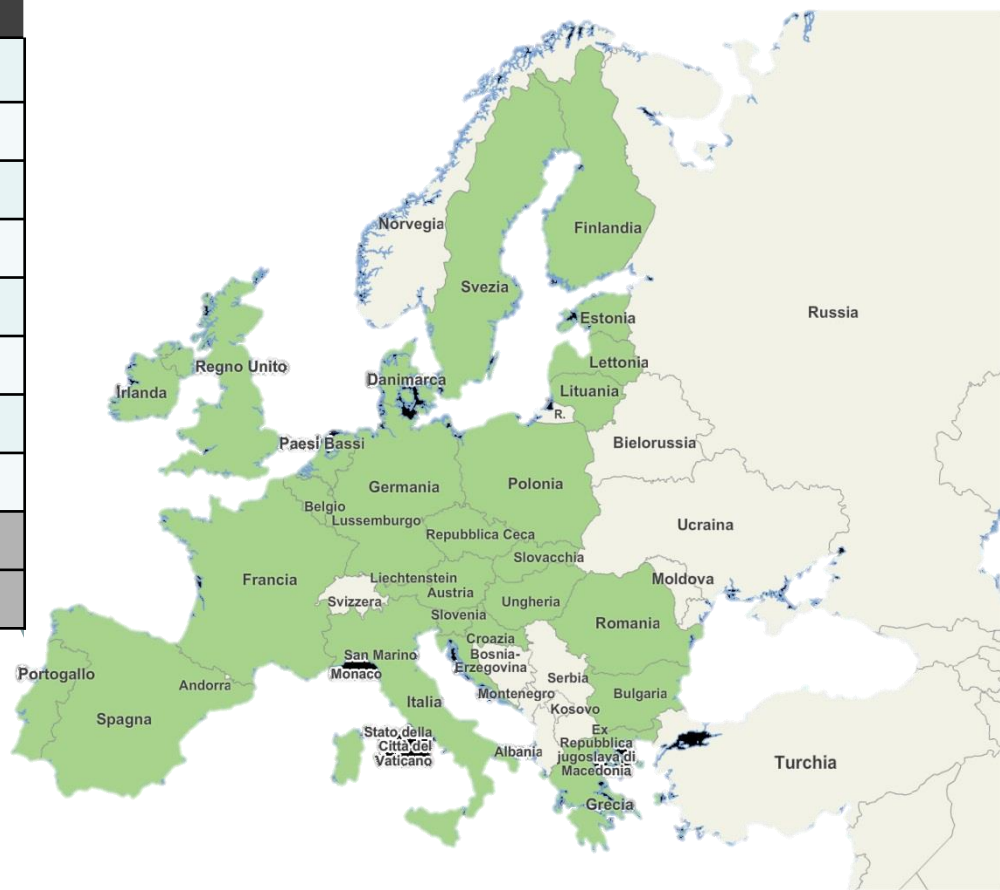 Norvegia
Finlandia
Svezia
Russia
Estonia
Lettonia
Lituania
R.
Regno Unito
Irlanda
Danimarca
Bielorussia
Paesi Bassi
Germania
Polonia
Belgio
Lussemburgo
Ucraina
Repubblica Ceca
Slovacchia
Francia
Liechtenstein
Austria
Moldova
Svizzera
Ungheria
Slovenia
Romania
Croazia
San Marino
Bosnia-
Erzegovina
Monaco
Portogallo
Andorra
Serbia
Montenegro
Bulgaria
Italia
Kosovo
Spagna
Stato della
Città del
Vaticano
Albania
Ex
Repubblica
jugoslava di
Macedonia
Turchia
Grecia